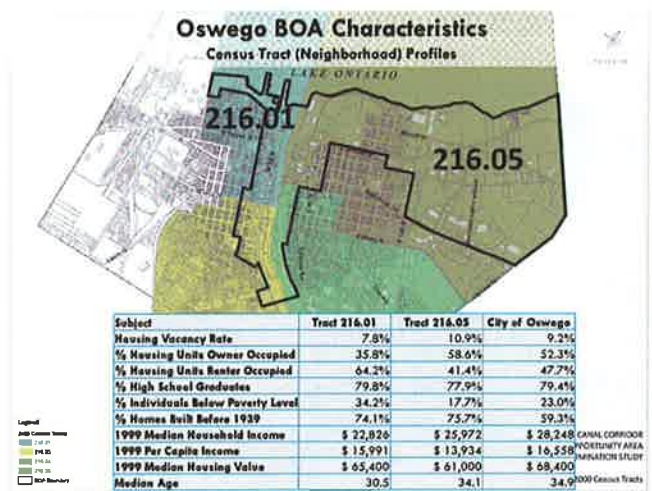 Oswego BOA Characteristics
Census Tract (Neighborhood) Profiles
LAKE ONTARIO
216.01
216.05
Subject Tract 216.01 Tract 216.05 City of Oswego
Housing Vacancy Rate 7.8% 10.9% 9.2%
% Housing Units Owner Occupied 35.8% 58.6% 52.3%
% Housing Units Renter Occupied 64.2% 41.4% 47.7%
% High School Graduates 79.8% 77.9% 79.4%
% Individuals Below Poverty Level 34.2% 17.7% 23.0%
% Homes Built Before 1939 74.1% 75.7% 59.3%
1999 Median Household Income $ 22,826 $ 25,972 $ 28,248
1999 Per Capita Income $ 15,991 $ 13,934 $ 16,558
1999 Median Housing Value $ 65,400 $ 61,000 $ 68,400
Median Age 30.5 34.1 34.9
CANAL CORRIDOR
PORTUNITY AREA
MINATION STUDY
2000 Census Tracts
Legend
BOA Boundary